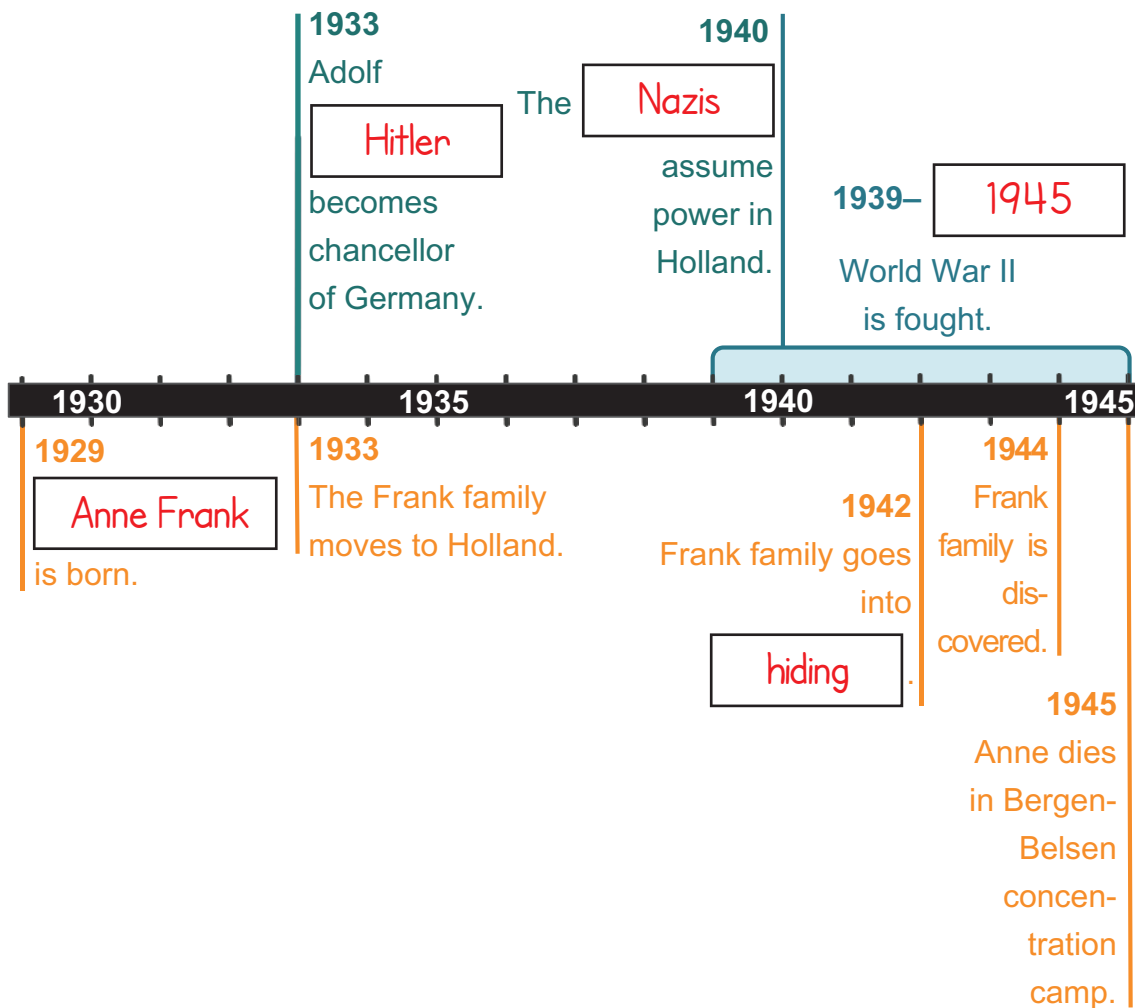 1933
Adolf
Hitler
becomes
chancellor
of Germany.
1940
The Nazis
assume
power in
Holland.
1939– 1945
World War II
is fought.
1930 1935 1940 1945
1929
Anne Frank
is born.
1933
The Frank family
moves to Holland.
1942
Frank family goes
into
hiding .
1944
Frank
family is
dis-
covered.
1945
Anne dies
in Bergen-
Belsen
concen-
tration
camp.